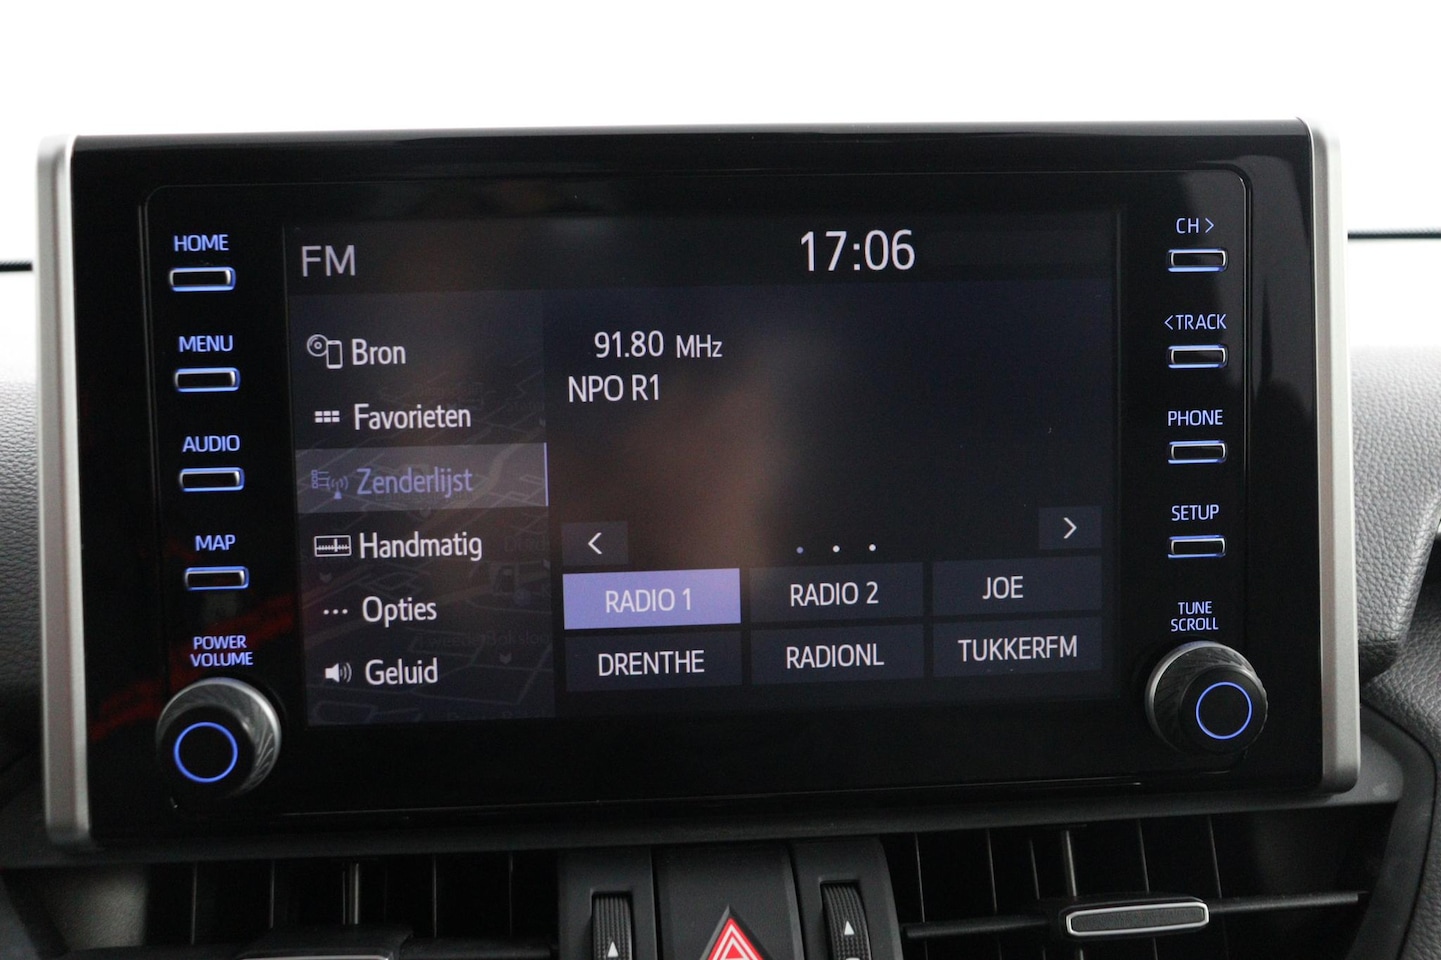 HOME
MENU
AUDIO
MAP
POWER
VOLUME
FM
17:06
Bron
Favorieten
Zenderlijst
Handmatig
Opties
Geluid
91.80 MHz
NPO R1
< >
RADIO 1 RADIO 2 JOE
DRENTHE RADIONL TUKKERFM
CH >
< TRACK
PHONE
SETUP
TUNE
SCROLL